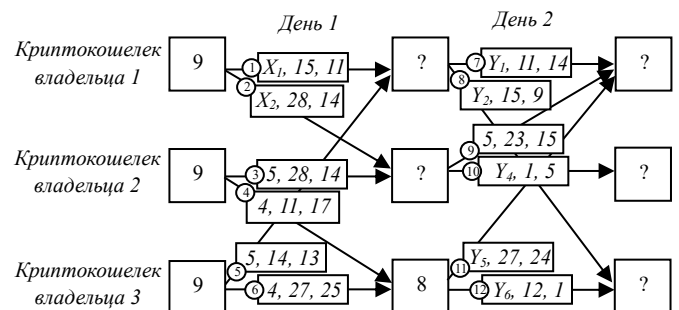 День 1
День 2
Криптокошелек
владельца 1
9
1
X₁, 15, 11
2
X₂, 28, 14
?
7
Y₁, 11, 14
8
Y₂, 15, 9
?
Криптокошелек
владельца 2
9
3
5, 28, 14
4
4, 11, 17
?
9
5, 23, 15
10
Y₄, 1, 5
?
Криптокошелек
владельца 3
9
5
5, 14, 13
6
4, 27, 25
8
11
Y₅, 27, 24
12
Y₆, 12, 1
?